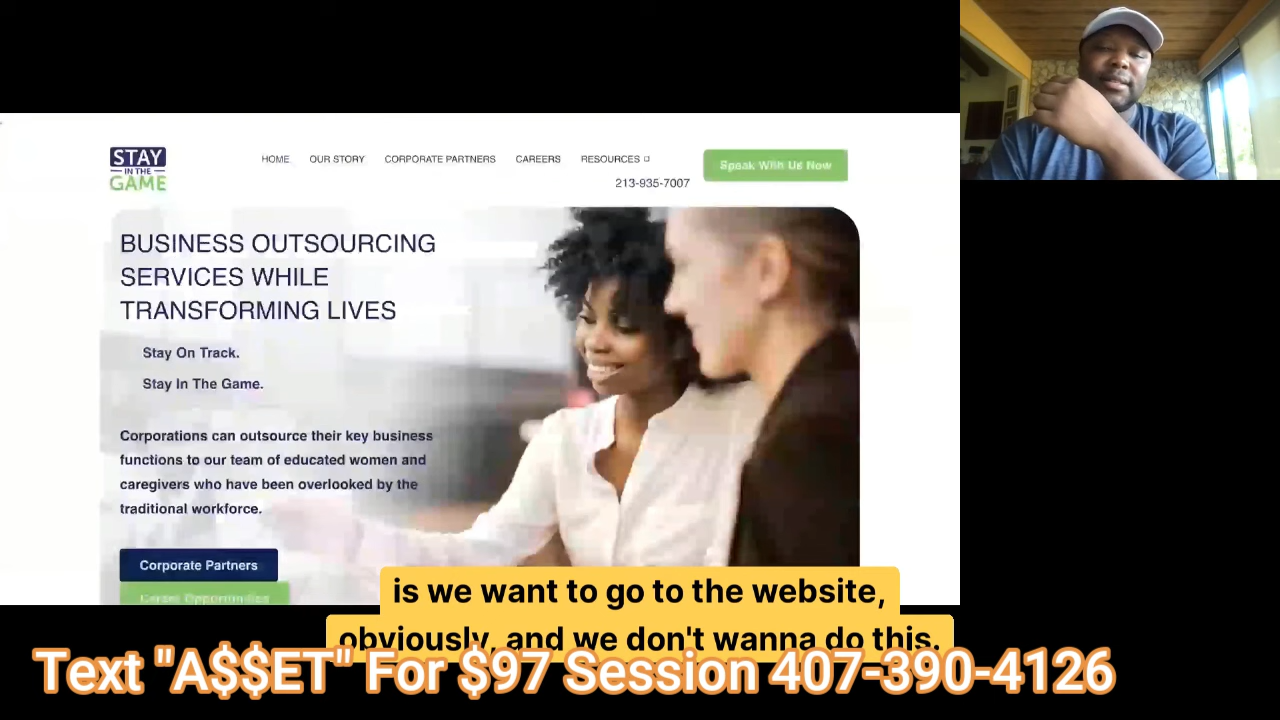 STAY
IN THE
GAME
HOME OUR STORY CORPORATE PARTNERS CAREERS RESOURCES
213-935-7007
Speak With Us Now
BUSINESS OUTSOURCING
SERVICES WHILE
TRANSFORMING LIVES
Stay On Track.
Stay In The Game.
Corporations can outsource their key business
functions to our team of educated women and
caregivers who have been overlooked by the
traditional workforce.
Corporate Partners
Career Opportunities
is we want to go to the website,
obviously, and we don't wanna do this.
Text "A$$ET" For $97 Session 407-390-4126